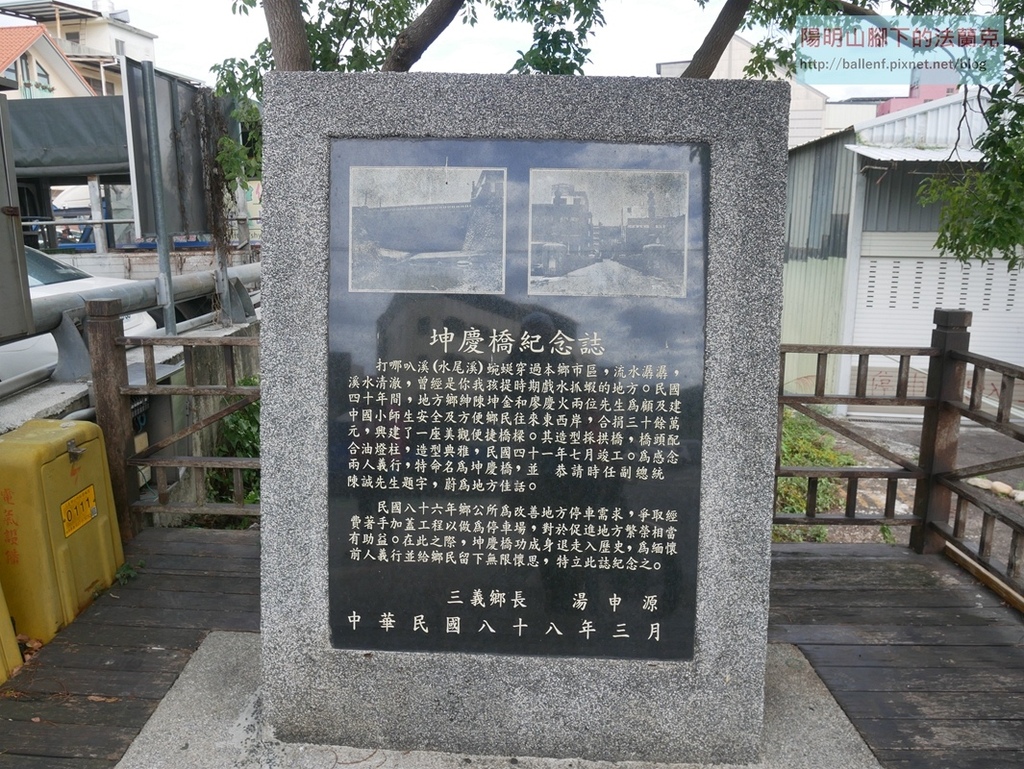 陽明山腳下的法蘭克
http://ballenf.pixnet.net/blog
坤慶橋紀念誌
打哪叭溪(水尾溪)蜿蜒穿過本鄉市區，流水潺潺，
溪水清澈，曾經是你我孩提時期戲水抓蝦的地方。民國
四十年間，地方鄉紳陳坤金和廖慶火兩位先生為顧及建
中國小師生安全及方便鄉民往來東西岸，合捐三十餘萬
元，興建了一座美觀便捷橋樑。其造型採拱橋，橋頭配
合油燈柱，造型典雅，民國四十一年七月竣工。為感念
兩人義行，特命名為坤慶橋，並　恭請時任副總統
陳誠先生題字，蔚為地方佳話。
民國八十六年鄉公所為改善地方停車需求，爭取經
費著手加蓋工程以做為停車場，對於促進地方繁榮相當
有助益。在此之際，坤慶橋功成身退走入歷史，為緬懷
前人義行並給鄉民留下無限懷思，特立此誌紀念之。
三義鄉長　湯申源
中華民國八十八年三月
0111